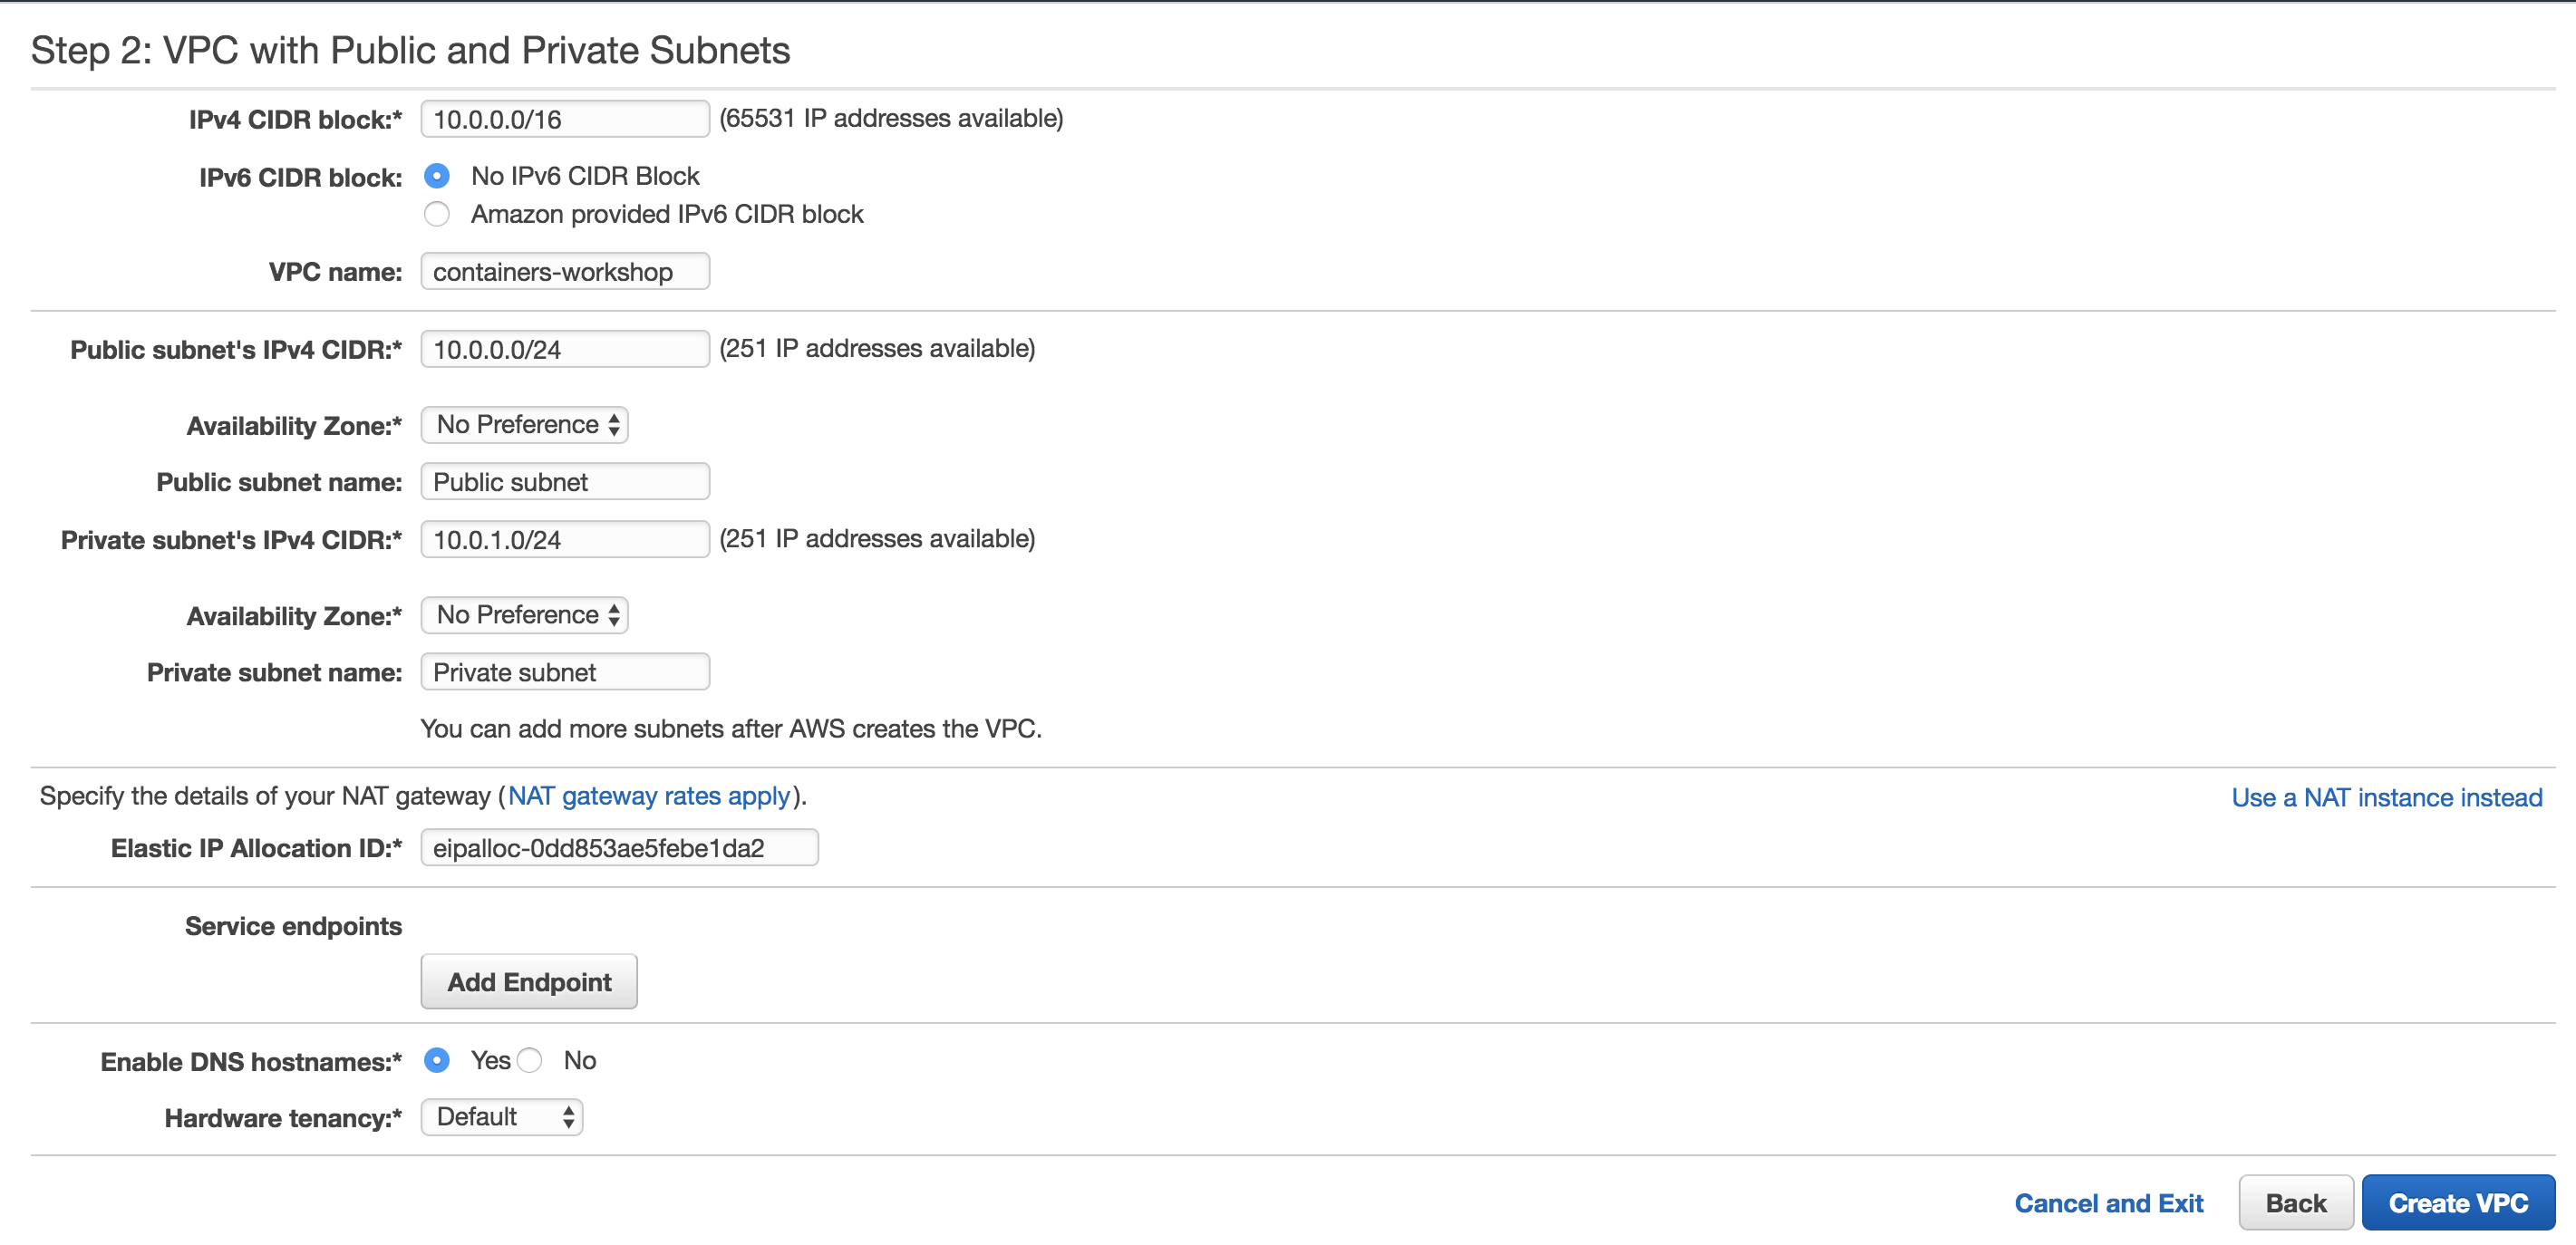 Step 2: VPC with Public and Private Subnets
IPv4 CIDR block:* 10.0.0.0/16 (65531 IP addresses available)
IPv6 CIDR block: No IPv6 CIDR Block
Amazon provided IPv6 CIDR block
VPC name: containers-workshop
Public subnet's IPv4 CIDR:* 10.0.0.0/24 (251 IP addresses available)
Availability Zone:* No Preference
Public subnet name: Public subnet
Private subnet's IPv4 CIDR:* 10.0.1.0/24 (251 IP addresses available)
Availability Zone:* No Preference
Private subnet name: Private subnet
You can add more subnets after AWS creates the VPC.
Specify the details of your NAT gateway (NAT gateway rates apply). Use a NAT instance instead
Elastic IP Allocation ID:* eipalloc-0dd853ae5febe1da2
Service endpoints
Add Endpoint
Enable DNS hostnames:* Yes No
Hardware tenancy:* Default
Cancel and Exit Back Create VPC